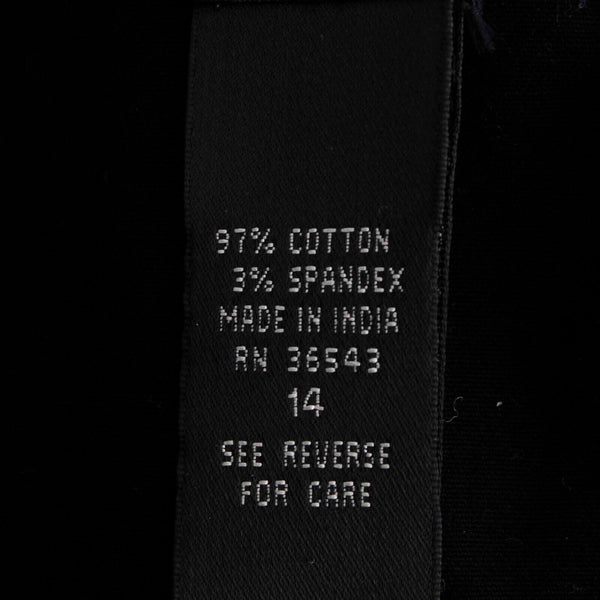 97% COTTON
3% SPANDEX
MADE IN INDIA
RN 36543
14
SEE REVERSE
FOR CARE